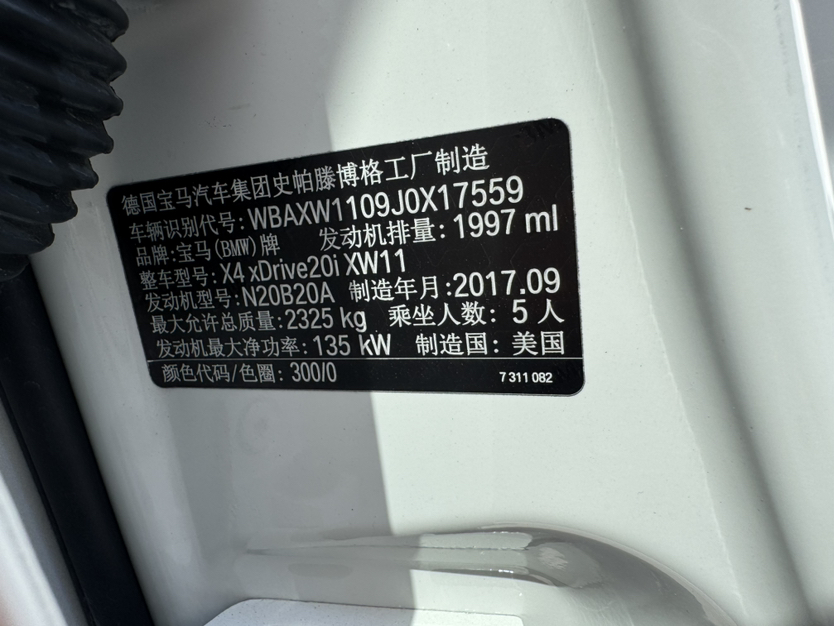 德国宝马汽车集团史帕滕博格工厂制造
车辆识别代号: WBAXW1109J0X17559
品牌: 宝马(BMW)牌 发动机排量: 1997 ml
整车型号: X4 xDrive20i XW11
发动机型号: N20B20A 制造年月: 2017.09
最大允许总质量: 2325 kg 乘坐人数: 5 人
发动机最大净功率: 135 kW 制造国: 美国
颜色代码/色圈: 300/0 7 311 082